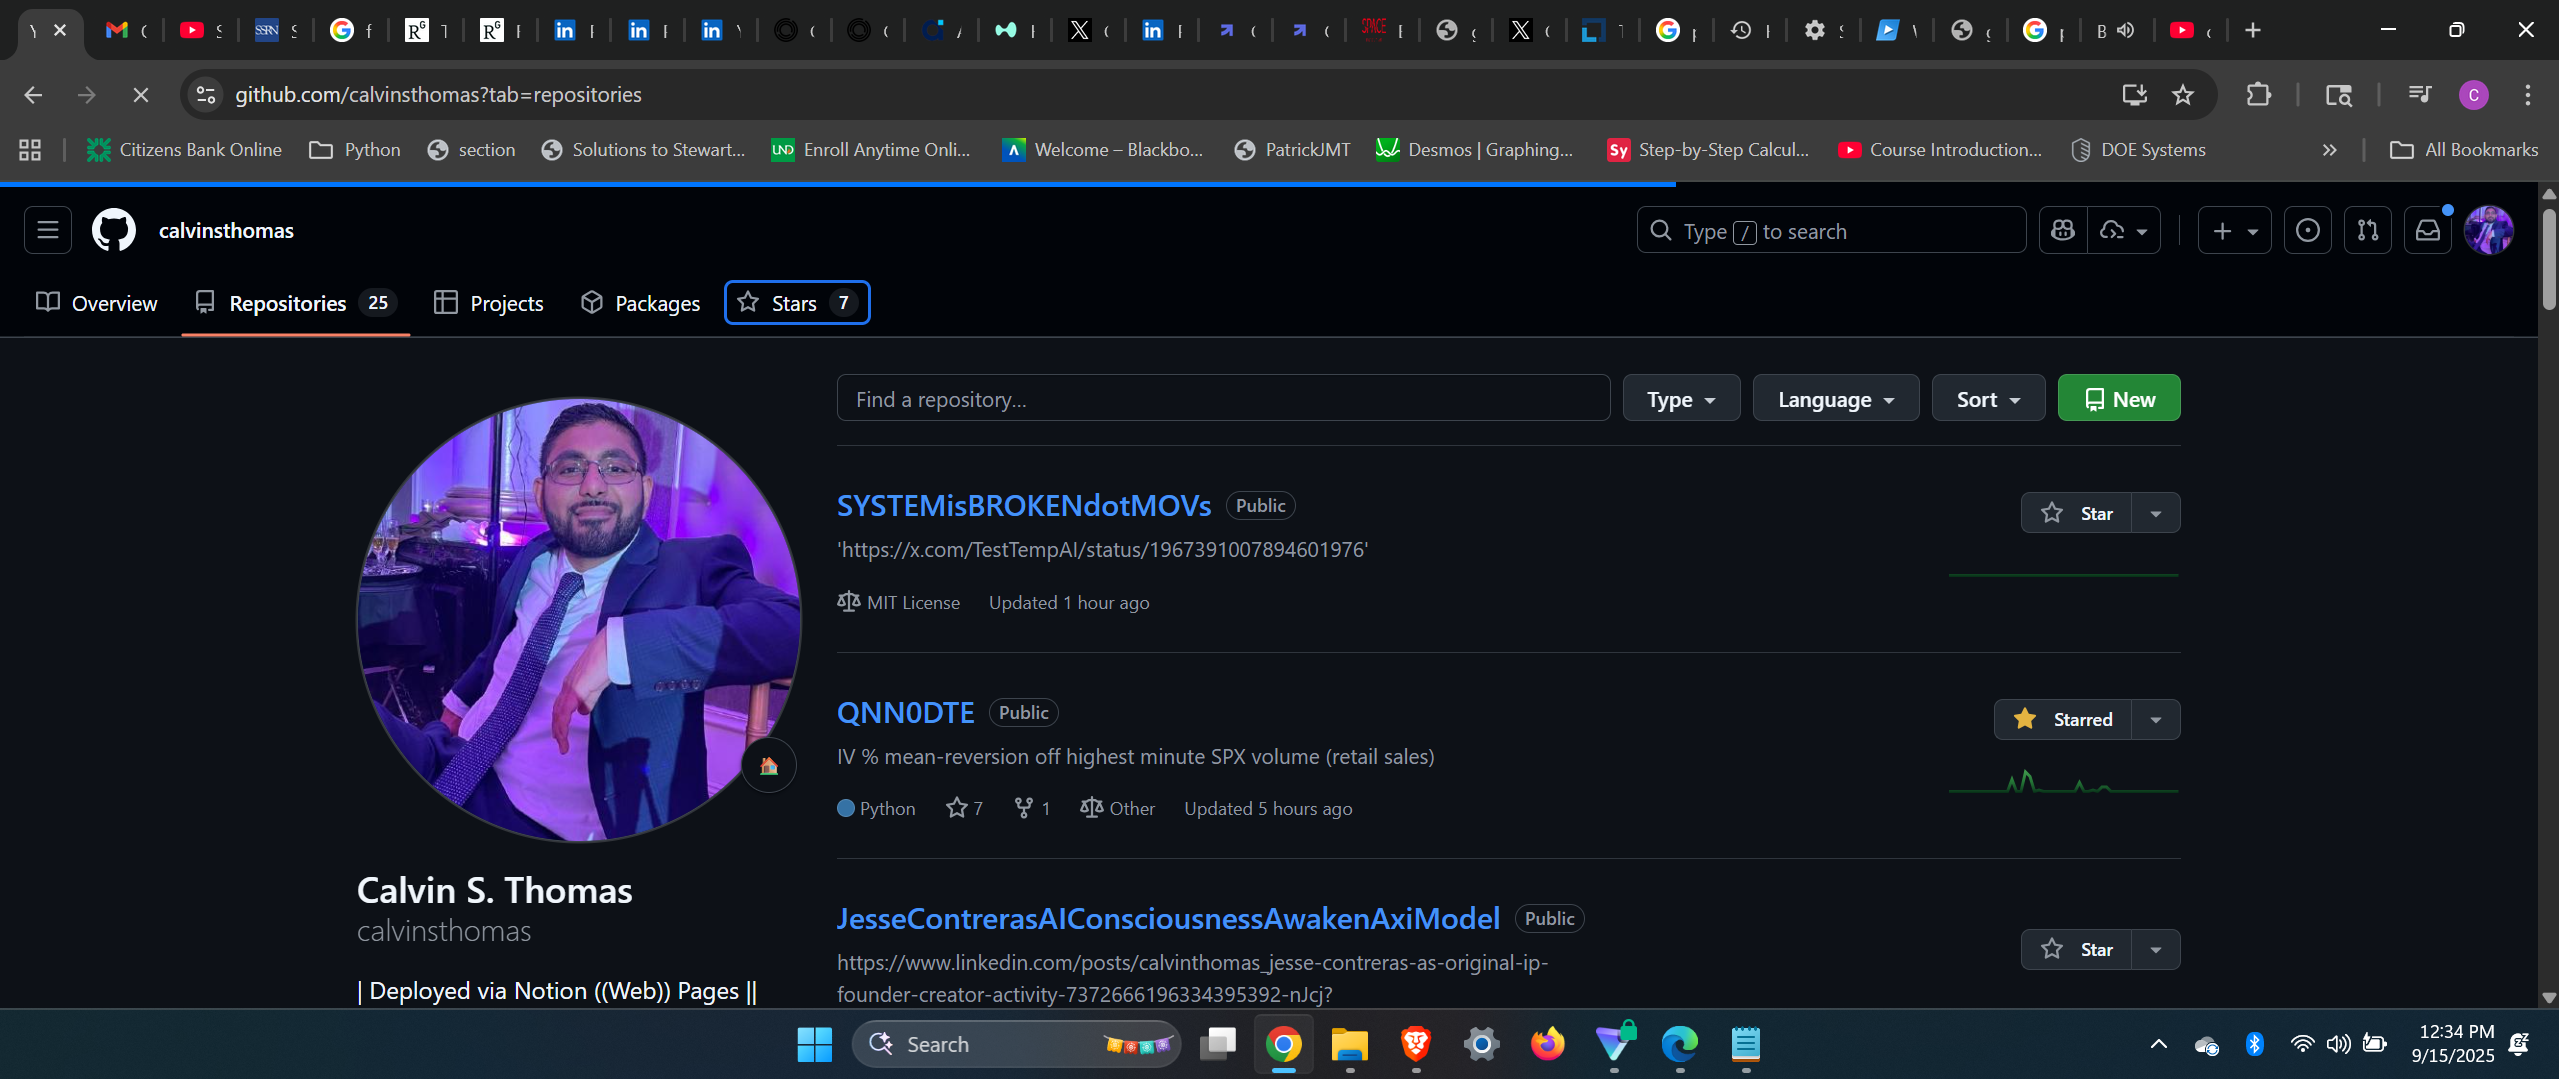 github.com/calvinsthomas?tab=repositories
C
Citizens Bank Online
Python
section
Solutions to Stewart...
Enroll Anytime Onli...
Welcome – Blackbo...
PatrickJMT
Desmos | Graphing...
Step-by-Step Calcul...
Course Introduction...
DOE Systems
All Bookmarks
calvinsthomas
Type / to search
Overview
Repositories 25
Projects
Packages
Stars 7
Find a repository...
Type
Language
Sort
New
SYSTEMisBROKENdotMOVs Public
Star
'https://x.com/TestTempAI/status/1967391007894601976'
MIT License Updated 1 hour ago
QNN0DTE Public
Starred
IV % mean-reversion off highest minute SPX volume (retail sales)
Python 7 1 Other Updated 5 hours ago
Calvin S. Thomas
calvinsthomas
| Deployed via Notion ((Web)) Pages ||
JesseContrerasAIConsciousnessAwakenAxiModel Public
Star
https://www.linkedin.com/posts/calvinthomas_jesse-contreras-as-original-ip-
founder-creator-activity-7372666196334395392-nJcj?
Search
12:34 PM
9/15/2025